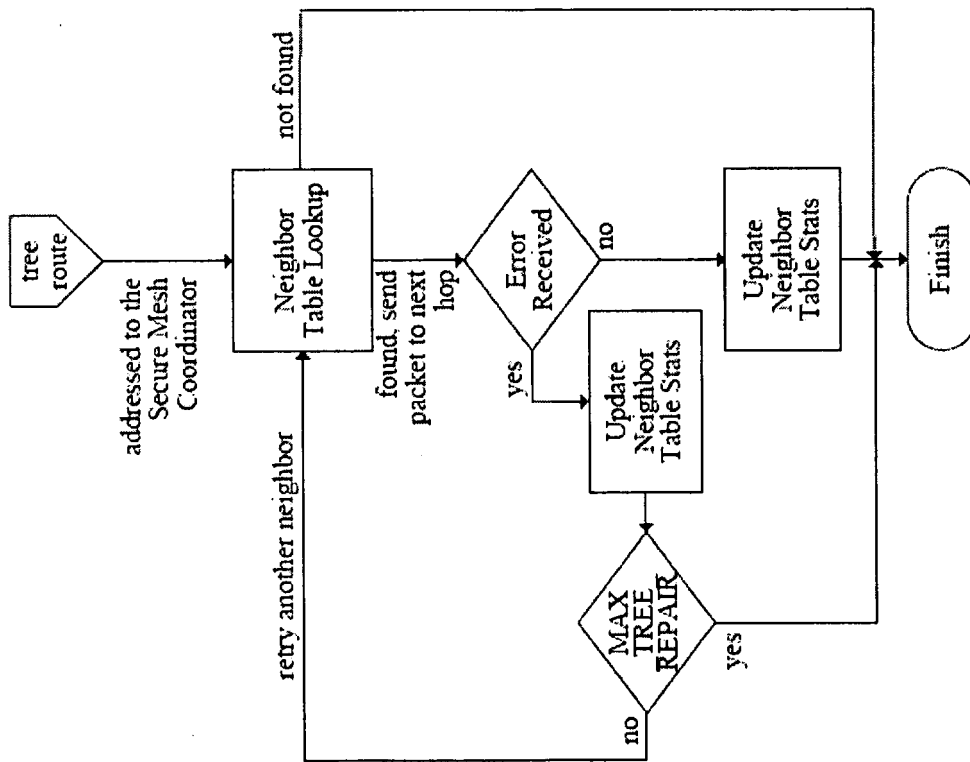 tree
route
addressed to the
Secure Mesh
Coordinator
Neighbor
Table Lookup
not found
retry another neighbor
found, send
packet to next
hop
Error
Received
yes
no
Update
Neighbor
Table Stats
Update
Neighbor
Table Stats
MAX
TREE
REPAIR
no
yes
Finish